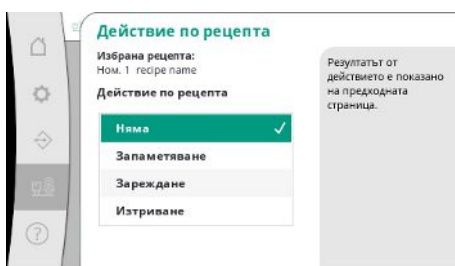 Действие по рецепта
Избрана рецепта:
Ном. 1 recipe name
Действие по рецепта
Няма
Запаметяване
Зареждане
Изтриване
Резултатът от
действието е показано
на предходната
страница.
?